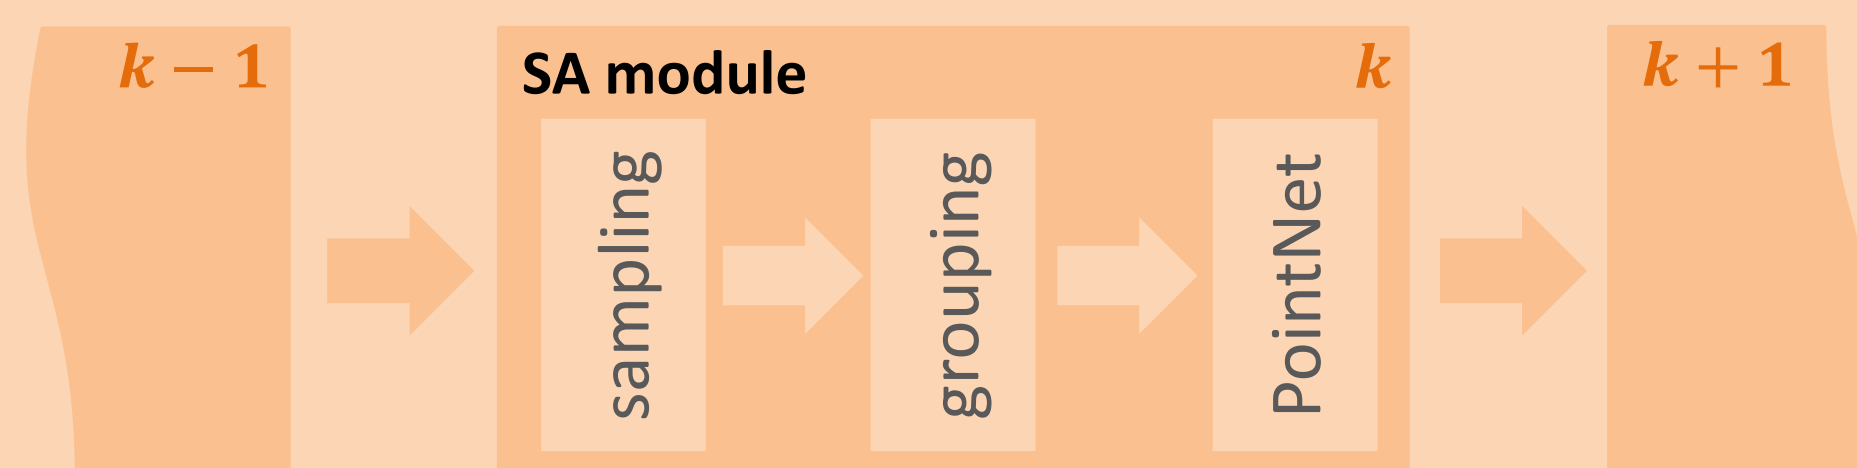 k − 1
SA module
k
k + 1
sampling
grouping
PointNet